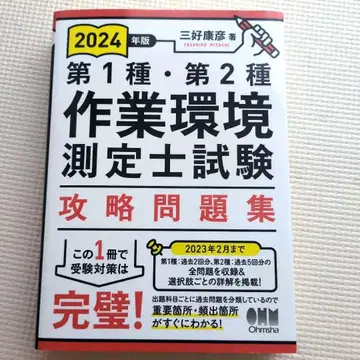 2024年版
三好康彦 著
YASUHIKO MIYOSHI
第1種・第2種
作業環境
測定士試験
攻略問題集
この1冊で
受験対策は
完璧!
2023年2月まで
第1種:過去2回分、第2種:過去5回分の
全問題を収録&
選択肢ごとの詳解を掲載!
出題科目ごとに過去問題を分類しているので
重要箇所・頻出箇所
がすぐにわかる!
OHM
Ohmsha